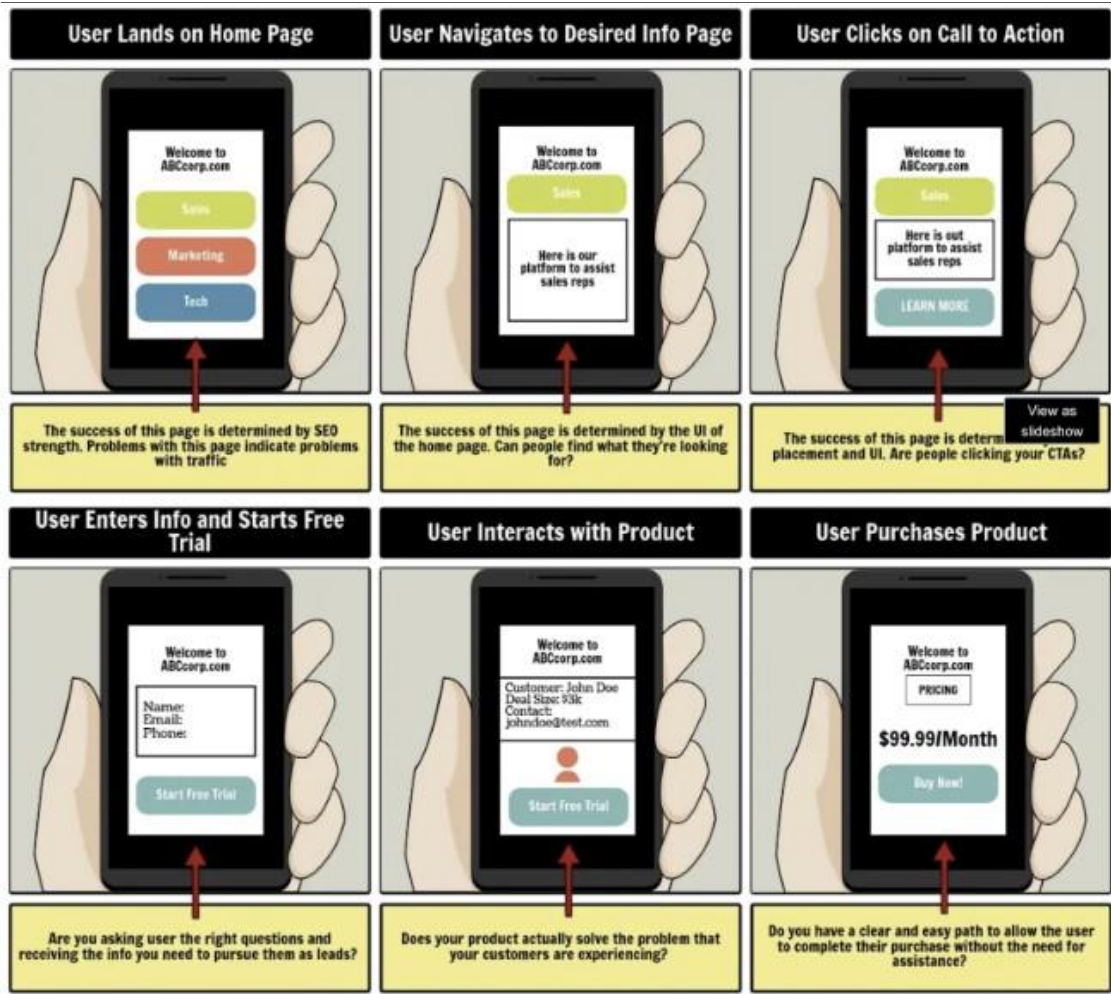 User Lands on Home Page
User Navigates to Desired Info Page
User Clicks on Call to Action
Welcome to
ABCcorp.com
Sales
Marketing
Tech
Welcome to
ABCcorp.com
Sales
Here is our
platform to assist
sales reps
Welcome to
ABCcorp.com
Sales
Here is out
platform to assist
sales reps
LEARN MORE
The success of this page is determined by SEO
strength. Problems with this page indicate problems
with traffic
The success of this page is determined by the UI of
the home page. Can people find what they're looking
for?
View as
slideshow
The success of this page is determ
placement and UI. Are people clicking your CTAs?
User Enters Info and Starts Free
Trial
User Interacts with Product
User Purchases Product
Welcome to
ABCcorp.com
Name:
Email:
Phone:
Start Free Trial
Welcome to
ABCcorp.com
Customer: John Doe
Deal Size: $3k
Contact:
johndoe@test.com
Start Free Trial
Welcome to
ABCcorp.com
PRICING
$99.99/Month
Buy Now!
Are you asking user the right questions and
receiving the info you need to pursue them as leads?
Does your product actually solve the problem that
your customers are experiencing?
Do you have a clear and easy path to allow the user
to complete their purchase without the need for
assistance?